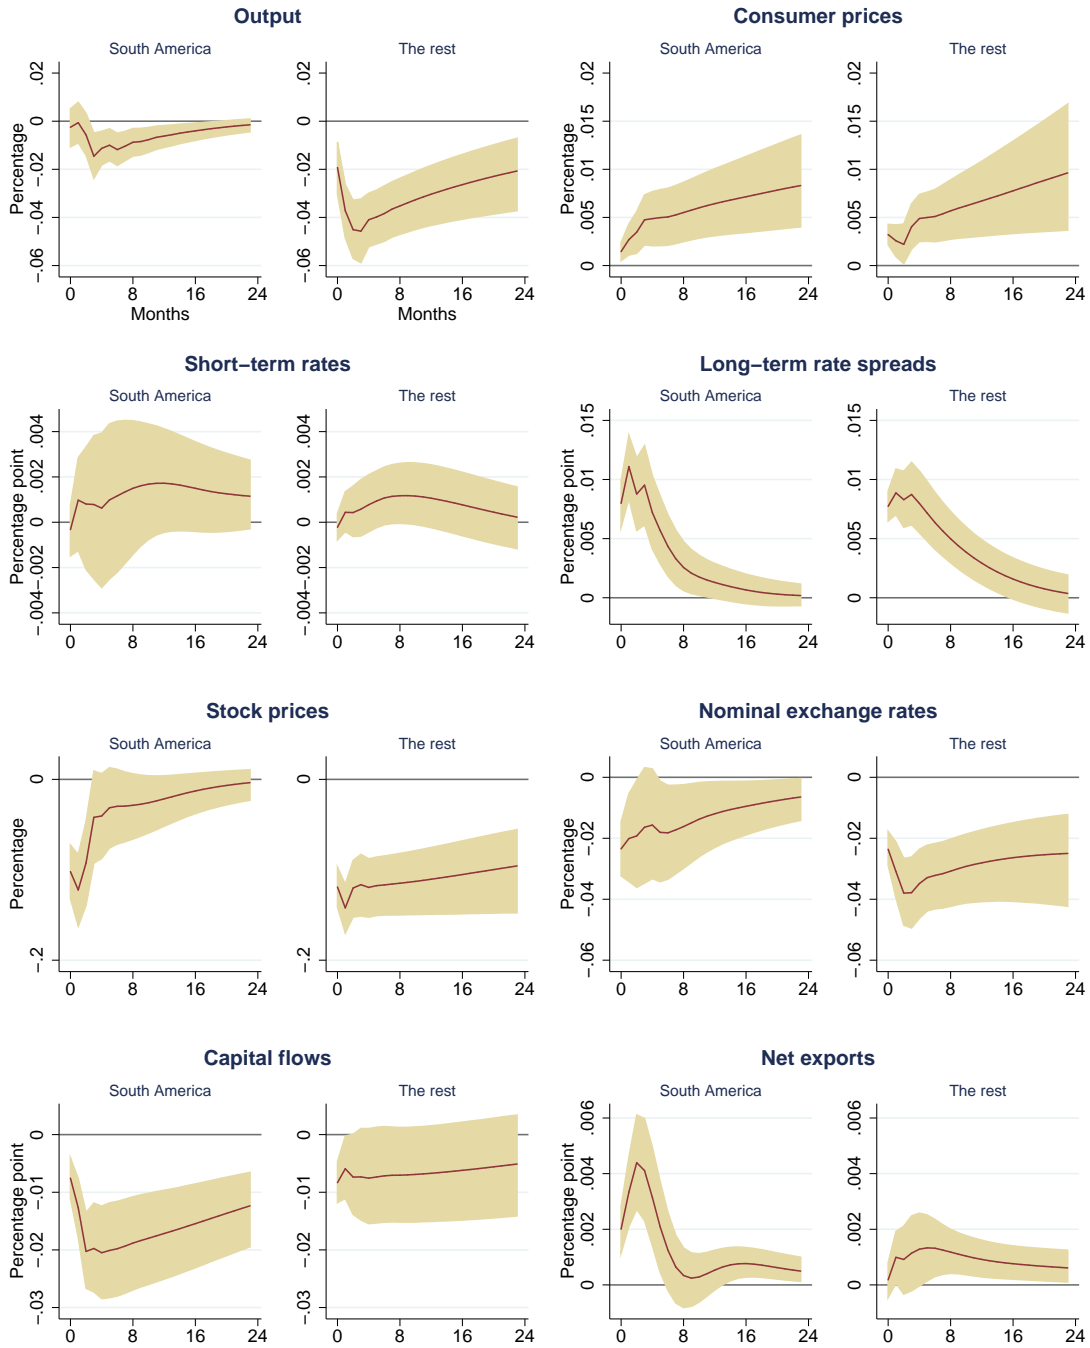 Output
Consumer prices
South America
The rest
South America
The rest
Percentage
.02
0
−.02
−.04
−.06
0 8 16 24
Months
.02
0
−.02
−.04
−.06
0 8 16 24
Months
Percentage
.02
.015
.01
.005
0
0 8 16 24
.02
.015
.01
.005
0
0 8 16 24
Short−term rates
Long−term rate spreads
South America
The rest
South America
The rest
Percentage point
.004
.002
0
−.002
−.004
0 8 16 24
.004
.002
0
−.002
−.004
0 8 16 24
Percentage point
.015
.01
.005
0
0 8 16 24
.015
.01
.005
0
0 8 16 24
Stock prices
Nominal exchange rates
South America
The rest
South America
The rest
Percentage
0
−.2
0 8 16 24
0
−.2
0 8 16 24
Percentage
0
−.02
−.04
−.06
0 8 16 24
0
−.02
−.04
−.06
0 8 16 24
Capital flows
Net exports
South America
The rest
South America
The rest
Percentage point
0
−.01
−.02
−.03
0 8 16 24
0
−.01
−.02
−.03
0 8 16 24
Percentage point
.006
.004
.002
0
0 8 16 24
.006
.004
.002
0
0 8 16 24